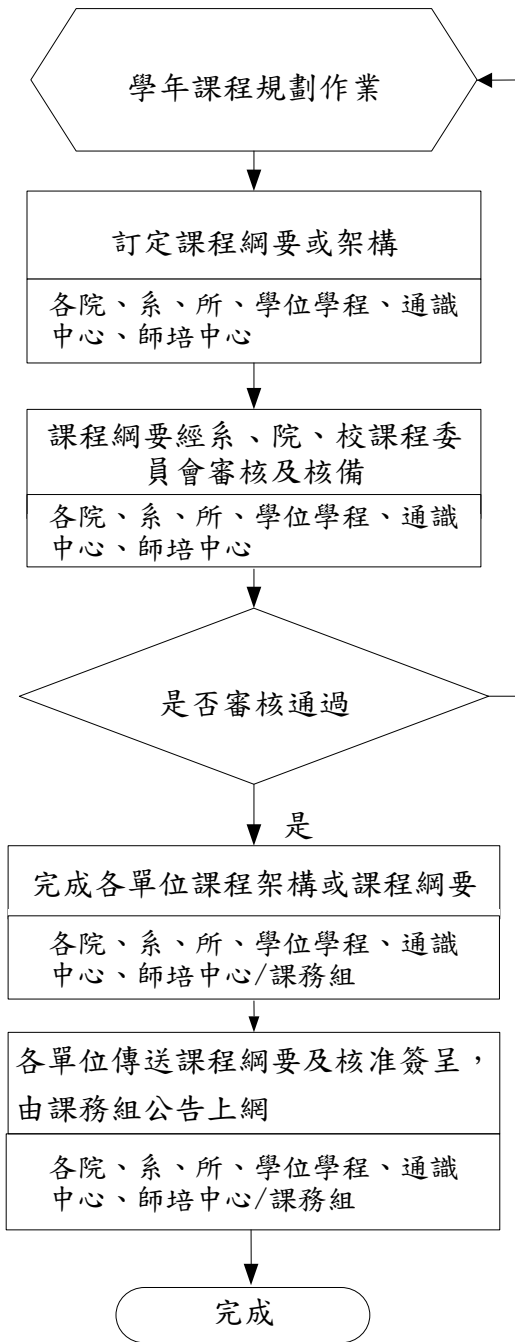 學年課程規劃作業
訂定課程綱要或架構
各院、系、所、學位學程、通識
中心、師培中心
課程綱要經系、院、校課程委
員會審核及核備
各院、系、所、學位學程、通識
中心、師培中心
是否審核通過
是
完成各單位課程架構或課程綱要
各院、系、所、學位學程、通識
中心、師培中心/課務組
各單位傳送課程綱要及核准簽呈，
由課務組公告上網
各院、系、所、學位學程、通識
中心、師培中心/課務組
完成